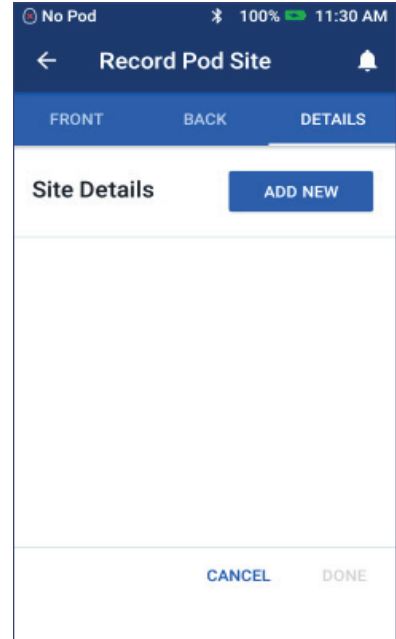 No Pod 100% 11:30 AM
Record Pod Site
FRONT BACK DETAILS
Site Details ADD NEW
CANCEL DONE